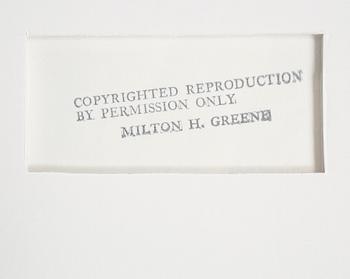 COPYRIGHTED REPRODUCTION
BY PERMISSION ONLY.
MILTON H. GREENE